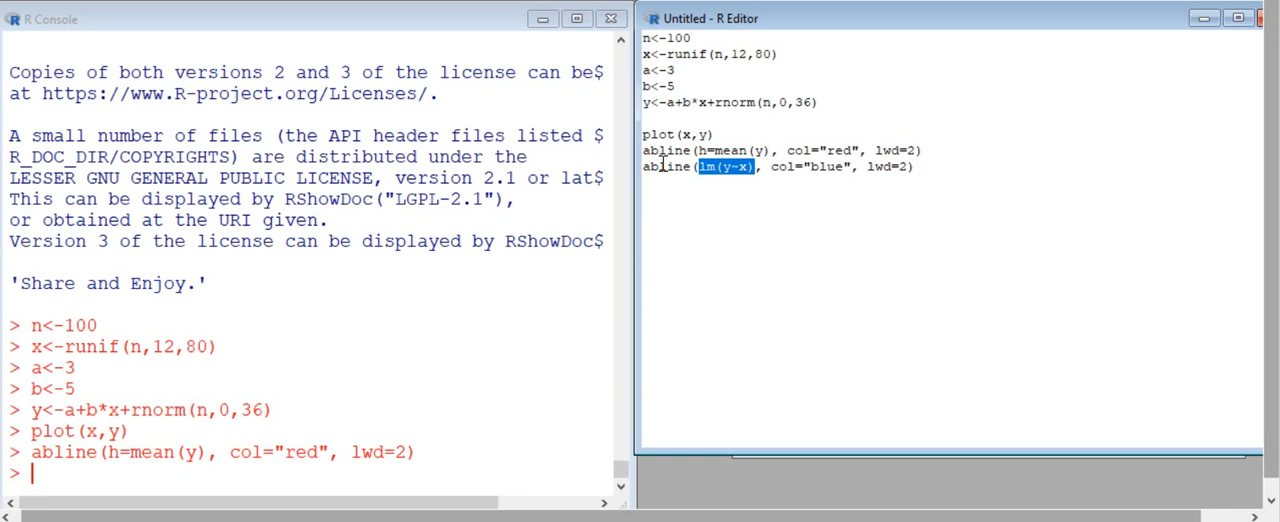 R Console
Copies of both versions 2 and 3 of the license can be$
at https://www.R-project.org/Licenses/.
A small number of files (the API header files listed $
R_DOC_DIR/COPYRIGHTS) are distributed under the
LESSER GNU GENERAL PUBLIC LICENSE, version 2.1 or lat$
This can be displayed by RShowDoc("LGPL-2.1"),
or obtained at the URI given.
Version 3 of the license can be displayed by RShowDoc$
'Share and Enjoy.'
> n<-100
> x<-runif(n,12,80)
> a<-3
> b<-5
> y<-a+b*x+rnorm(n,0,36)
> plot(x,y)
> abline(h=mean(y), col="red", lwd=2)
>
Untitled - R Editor
n<-100
x<-runif(n,12,80)
a<-3
b<-5
y<-a+b*x+rnorm(n,0,36)
plot(x,y)
abline(h=mean(y), col="red", lwd=2)
abline(lm(y~x), col="blue", lwd=2)